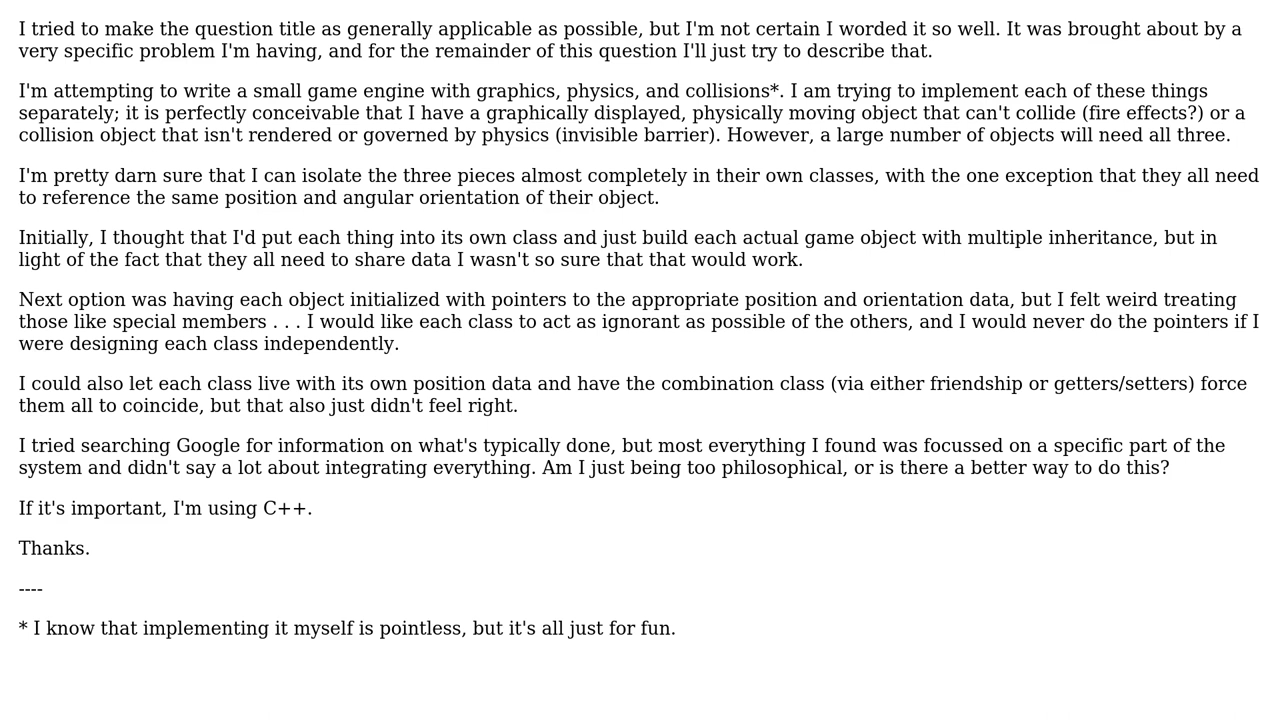 I tried to make the question title as generally applicable as possible, but I'm not certain I worded it so well. It was brought about by a
very specific problem I'm having, and for the remainder of this question I'll just try to describe that.
I'm attempting to write a small game engine with graphics, physics, and collisions*. I am trying to implement each of these things
separately; it is perfectly conceivable that I have a graphically displayed, physically moving object that can't collide (fire effects?) or a
collision object that isn't rendered or governed by physics (invisible barrier). However, a large number of objects will need all three.
I'm pretty darn sure that I can isolate the three pieces almost completely in their own classes, with the one exception that they all need
to reference the same position and angular orientation of their object.
Initially, I thought that I'd put each thing into its own class and just build each actual game object with multiple inheritance, but in
light of the fact that they all need to share data I wasn't so sure that that would work.
Next option was having each object initialized with pointers to the appropriate position and orientation data, but I felt weird treating
those like special members . . . I would like each class to act as ignorant as possible of the others, and I would never do the pointers if I
were designing each class independently.
I could also let each class live with its own position data and have the combination class (via either friendship or getters/setters) force
them all to coincide, but that also just didn't feel right.
I tried searching Google for information on what's typically done, but most everything I found was focussed on a specific part of the
system and didn't say a lot about integrating everything. Am I just being too philosophical, or is there a better way to do this?
If it's important, I'm using C++.
Thanks.
----
* I know that implementing it myself is pointless, but it's all just for fun.